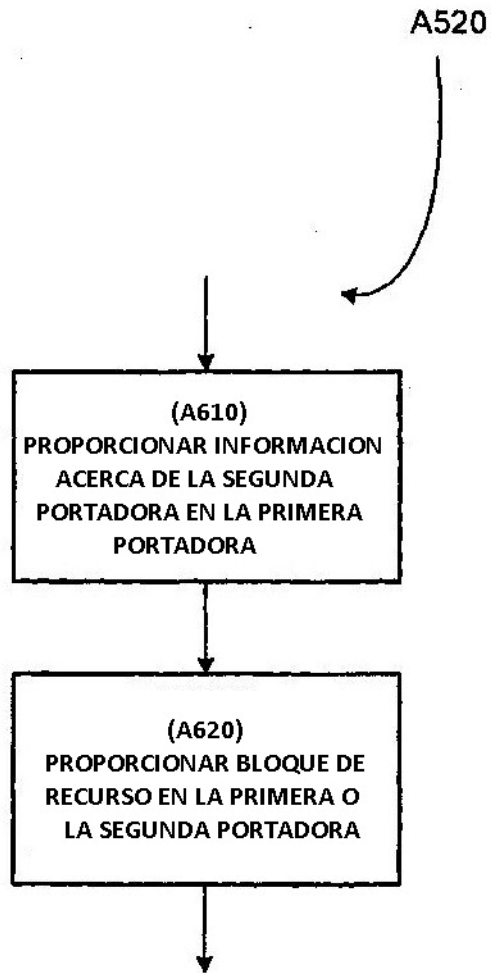 A520
(A610)
PROPORCIONAR INFORMACION
ACERCA DE LA SEGUNDA
PORTADORA EN LA PRIMERA
PORTADORA
(A620)
PROPORCIONAR BLOQUE DE
RECURSO EN LA PRIMERA O
LA SEGUNDA PORTADORA